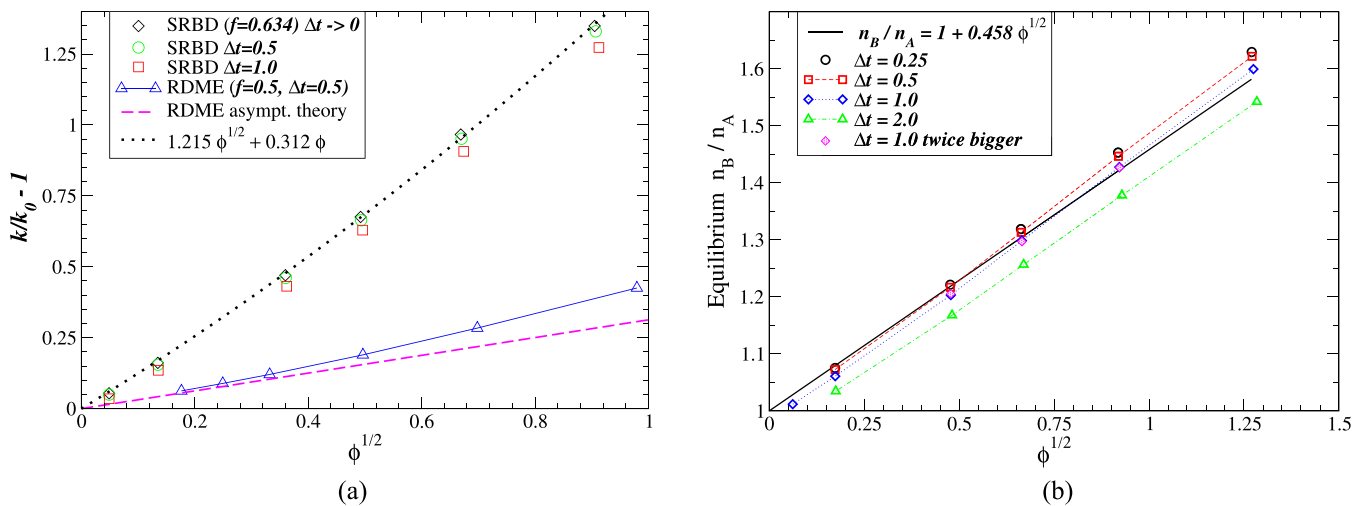 SRBD (f=0.634) Δt -> 0
SRBD Δt=0.5
SRBD Δt=1.0
RDME (f=0.5, Δt=0.5)
RDME asympt. theory
1.215 ϕ^1/2 + 0.312 ϕ
1.25
1
0.75
0.5
0.25
0
k/k_0 - 1
0 0.2 0.4 0.6 0.8 1
ϕ^1/2
(a)
n_B / n_A = 1 + 0.458 ϕ^1/2
Δt = 0.25
Δt = 0.5
Δt = 1.0
Δt = 2.0
Δt = 1.0 twice bigger
1.6
1.5
1.4
1.3
1.2
1.1
1
Equilibrium n_B / n_A
0 0.25 0.5 0.75 1 1.25 1.5
ϕ^1/2
(b)